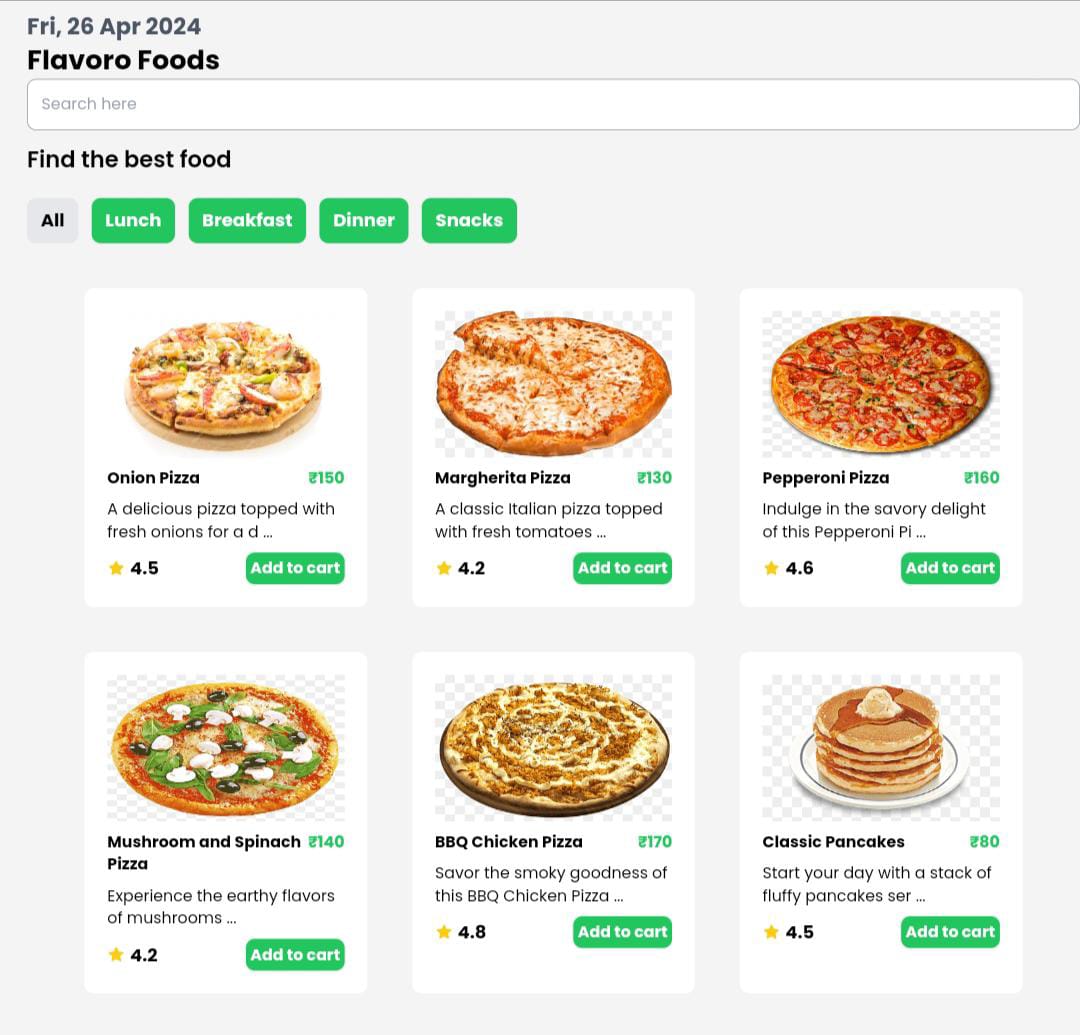 Fri, 26 Apr 2024
Flavoro Foods
Search here
Find the best food
All Lunch Breakfast Dinner Snacks
Onion Pizza ₹150
A delicious pizza topped with
fresh onions for a d ...
4.5 Add to cart
Margherita Pizza ₹130
A classic Italian pizza topped
with fresh tomatoes ...
4.2 Add to cart
Pepperoni Pizza ₹160
Indulge in the savory delight
of this Pepperoni Pi ...
4.6 Add to cart
Mushroom and Spinach ₹140
Pizza
Experience the earthy flavors
of mushrooms ...
4.2 Add to cart
BBQ Chicken Pizza ₹170
Savor the smoky goodness of
this BBQ Chicken Pizza ...
4.8 Add to cart
Classic Pancakes ₹80
Start your day with a stack of
fluffy pancakes ser ...
4.5 Add to cart